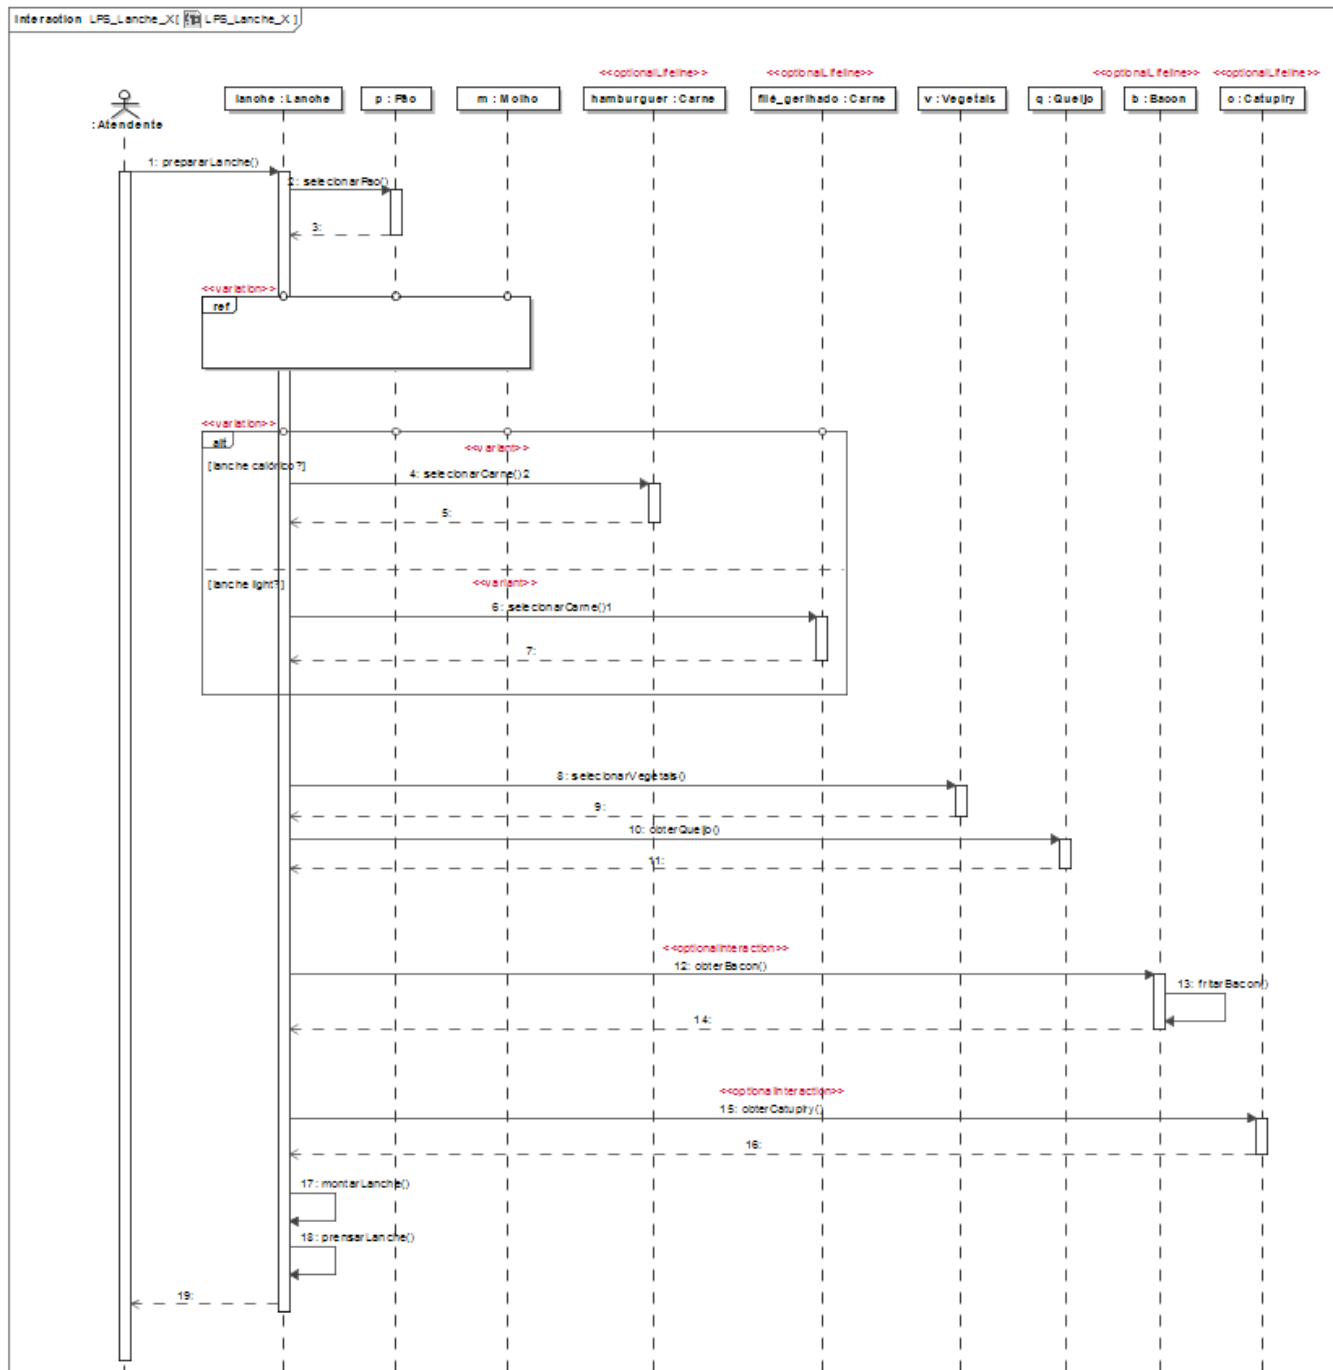 Interaction LPS_Lanche_X[ LPS_Lanche_X ]
<<optionalLifeline>> <<optionalLifeline>> <<optionalLifeline>> <<optionalLifeline>>
lanche : Lanche p : Pão m : Molho hamburguer : Carne filé_gerlhado : Carne v : Vegetais q : Queijo b : Bacon c : Catupiry
: Atendente
1: prepararLanche()
2: selecionarPao()
3:
<<variation>>
ref
<<variation>>
alt
<<variant>>
[lanche calórico?]
4: selecionarCarne()2
5:
[lanche light?]
<<variant>>
6: selecionarCarne()1
7:
8: selecionarVegetais()
9:
10: obterQueijo()
11:
<<optionalInteraction>>
12: obterBacon()
13: fritarBacon()
14:
<<optionalInteraction>>
15: obterCatupiry()
16:
17: montarLanche()
18: prensarLanche()
19: